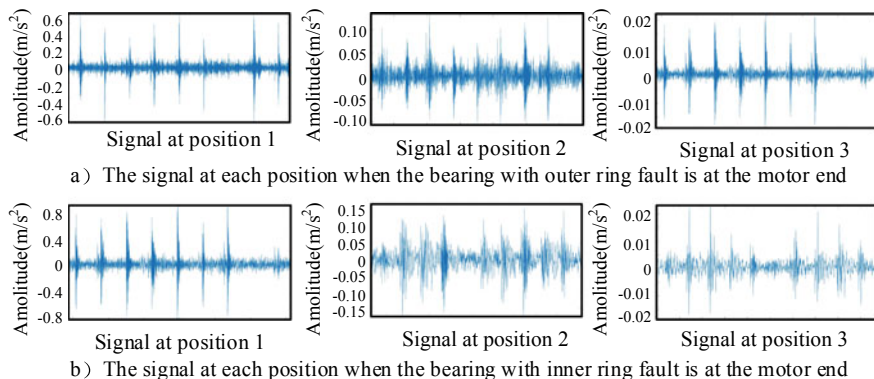 Amolitude(m/s²)
0.6
0.4
0.2
0
-0.2
-0.4
-0.6
Signal at position 1
Amolitude(m/s²)
0.10
0.05
0
-0.05
-0.10
Signal at position 2
Amolitude(m/s²)
0.02
0.01
0
-0.01
-0.02
Signal at position 3
a）The signal at each position when the bearing with outer ring fault is at the motor end
Amplitude(m/s²)
0.8
0.4
0
-0.4
-0.8
Signal at position 1
Amplitude(m/s²)
0.15
0.10
0.05
0.00
-0.05
-0.10
-0.15
Signal at position 2
Amplitude(m/s²)
0.02
0.01
0
-0.01
-0.02
Signal at position 3
b）The signal at each position when the bearing with inner ring fault is at the motor end